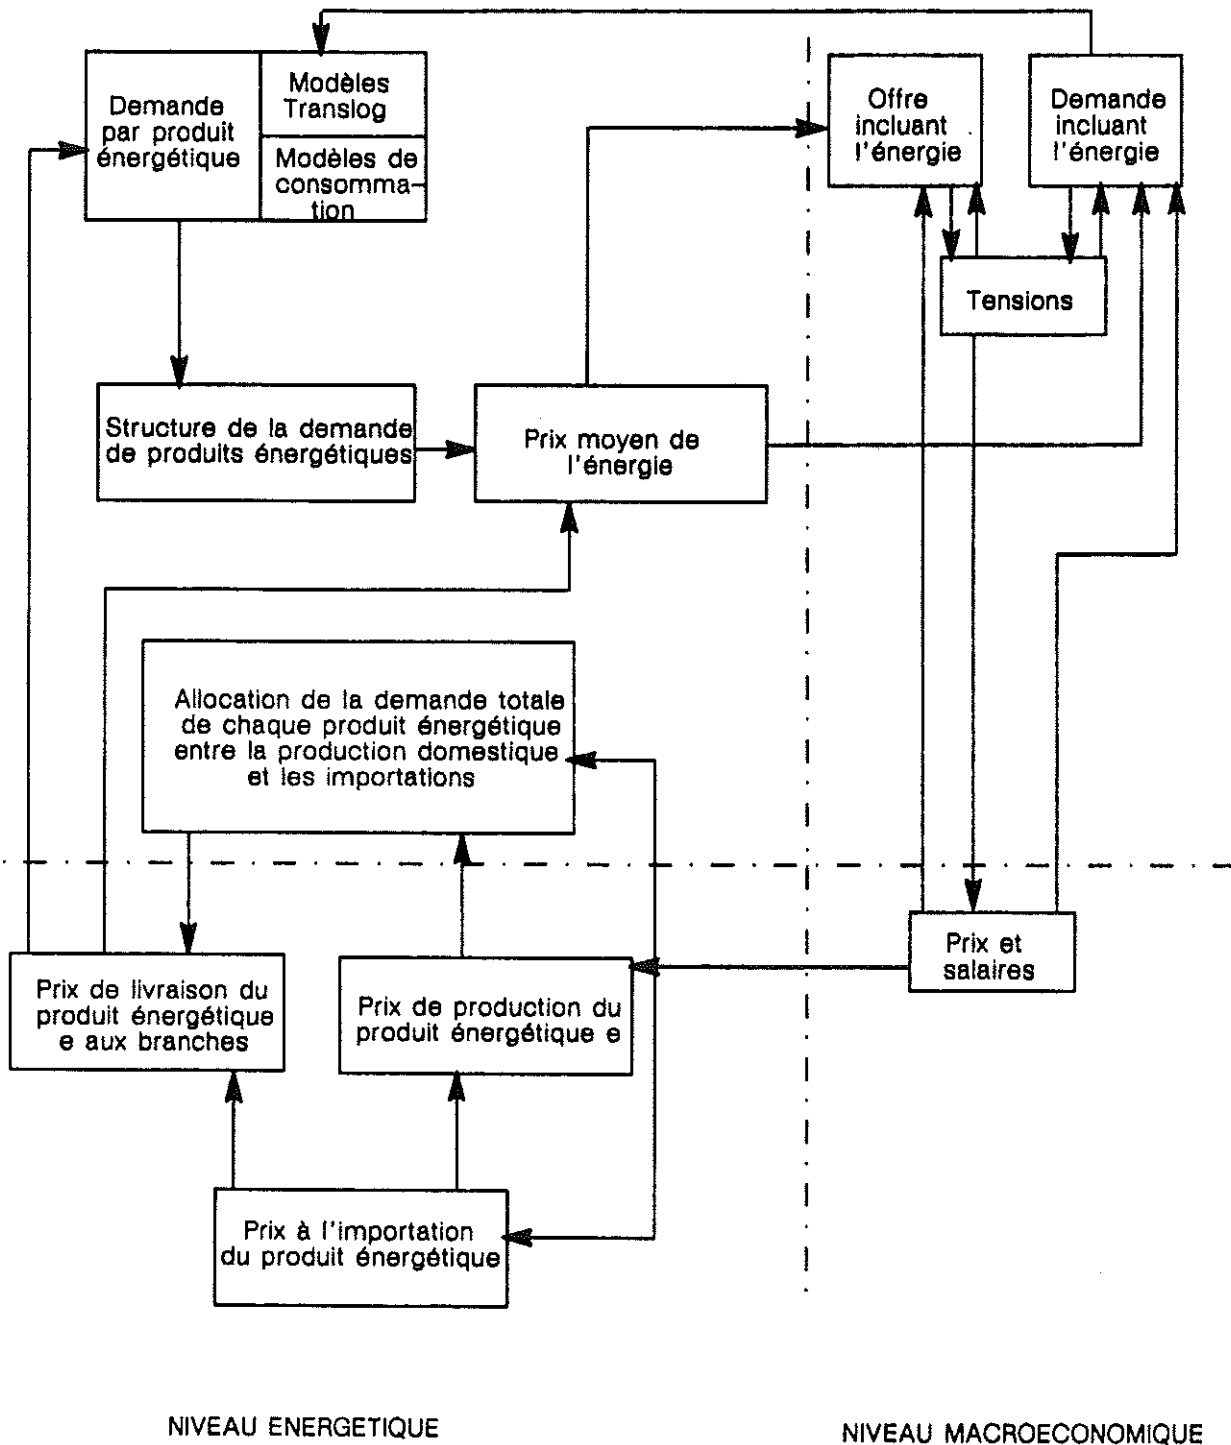 Demande
par produit
énergétique
Modèles
Translog
Modèles de
consomma-
tion
Offre
incluant
l'énergie
Demande
incluant
l'énergie
Tensions
Structure de la demande
de produits énergétiques
Prix moyen de
l'énergie
Allocation de la demande totale
de chaque produit énergétique
entre la production domestique
et les importations
Prix de livraison du
produit énergétique
e aux branches
Prix de production du
produit énergétique e
Prix et
salaires
Prix à l'importation
du produit énergétique
NIVEAU ENERGETIQUE
NIVEAU MACROECONOMIQUE